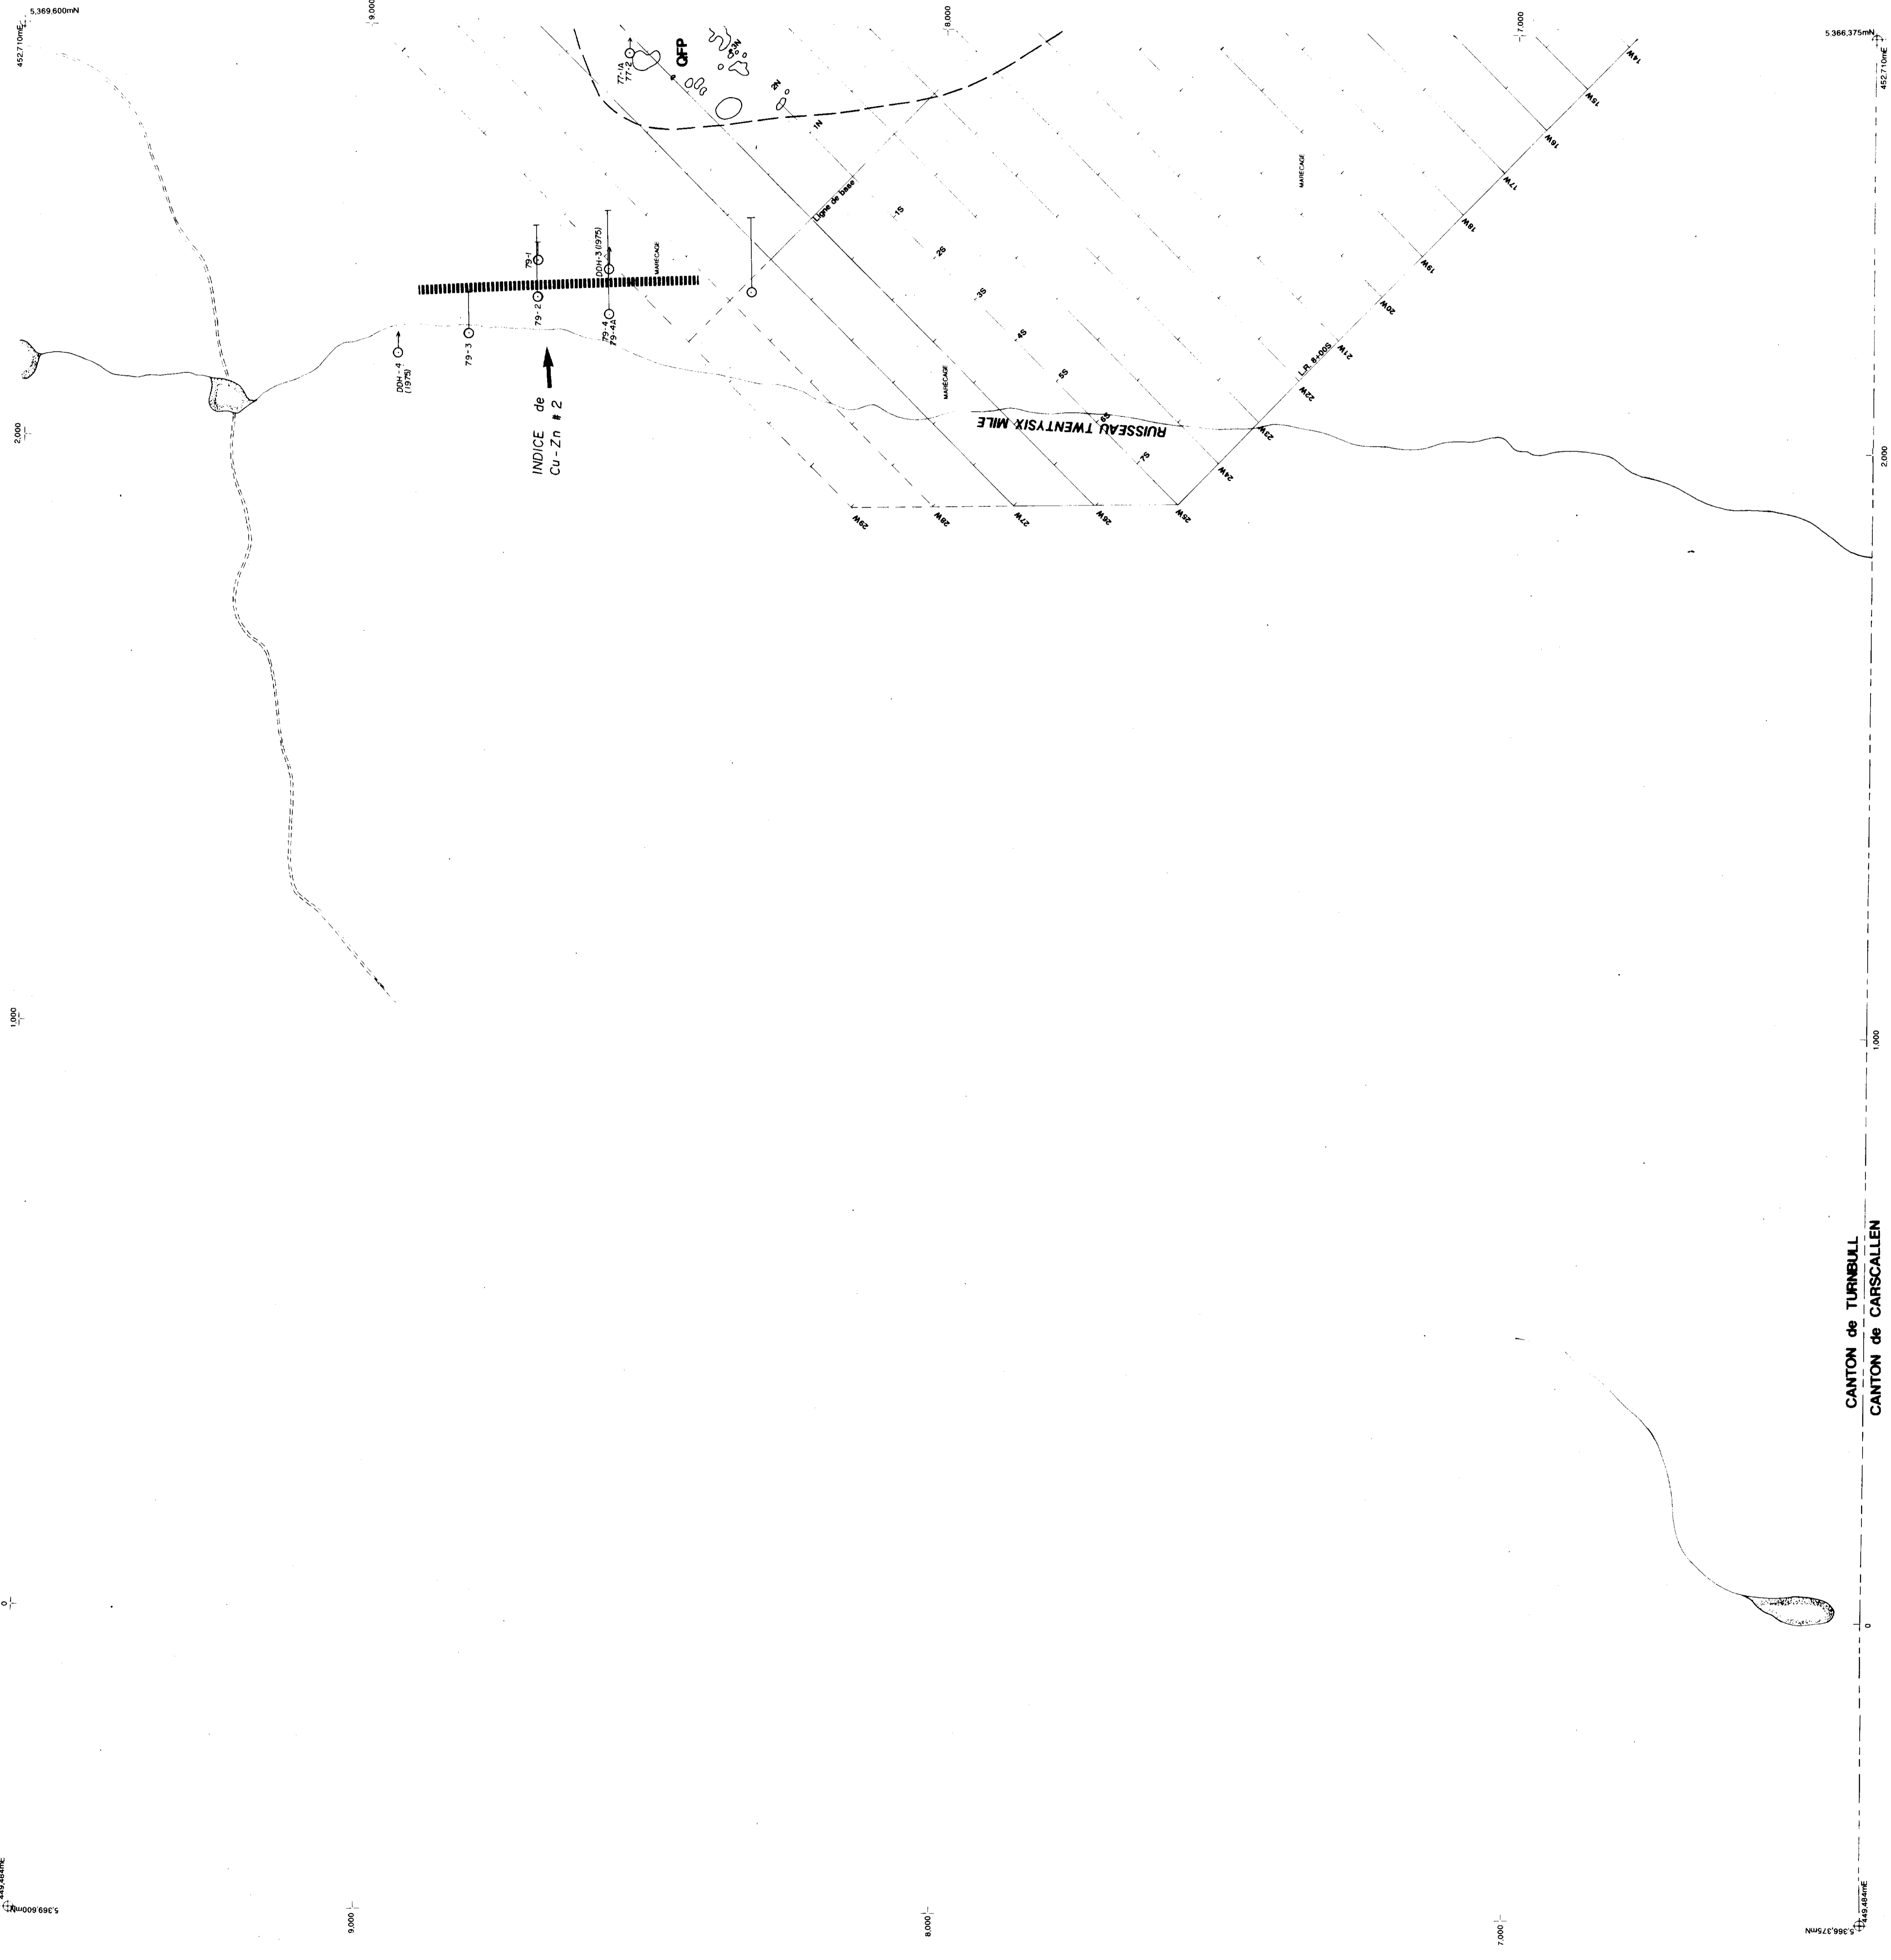 5,369,600mN
452,710mE
9,000
8,000
7,000
5,366,375mN
452,710mE
77-1A
77-2
QFP
3N
2N
1N
Ligne de base
1S
2S
3S
4S
5S
6S
7S
14W
15W
16W
17W
18W
19W
20W
21W
L.R. 8+00S
22W
23W
24W
25W
26W
27W
28W
29W
MARÉCAGE
MARÉCAGE
MARÉCAGE
79-1
79-2
79-3
79-4
79-4A
DDH-3 (1975)
DDH-4
(1975)
INDICE de
Cu-Zn # 2
RUISSEAU TWENTYSIX MILE
2,000
2,000
1,000
1,000
0
0
CANTON de TURNBULL
CANTON de CARSCALLEN
449,484mE
5,369,600mN
9,000
8,000
7,000
449,484mE
5,366,375mN